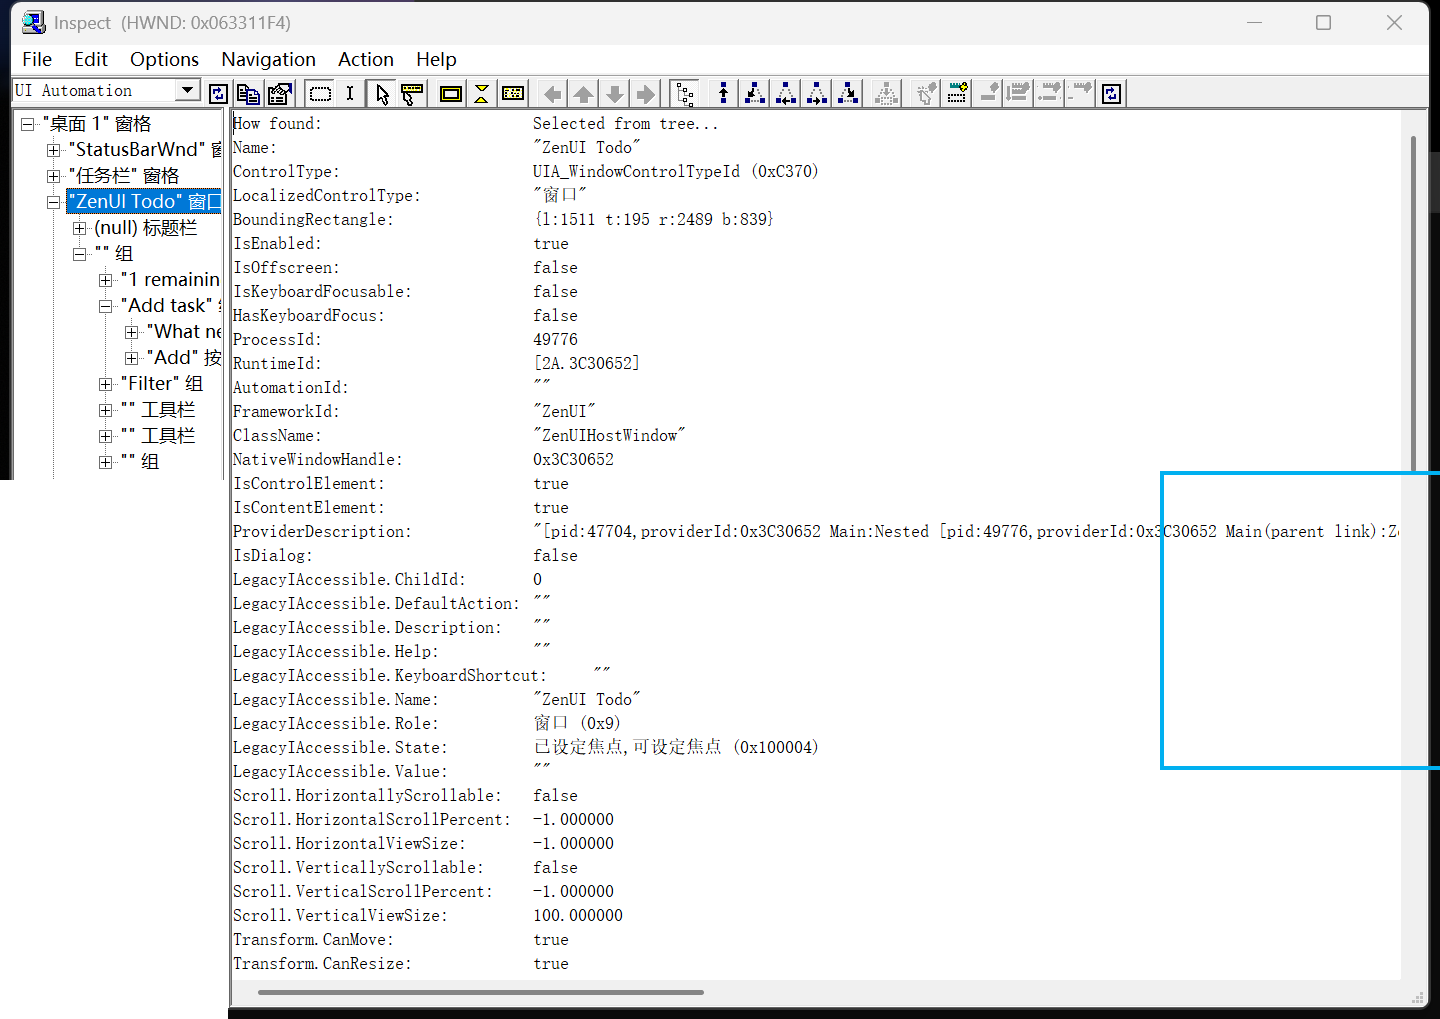 Inspect  (HWND: 0x063311F4)
File Edit Options Navigation Action Help
UI Automation
"桌面 1" 窗格
"StatusBarWnd"
"任务栏" 窗格
"ZenUI Todo" 窗口
(null) 标题栏
"" 组
"1 remainin
"Add task"
"What ne
"Add" 按
"Filter" 组
"" 工具栏
"" 工具栏
"" 组
How found: Selected from tree...
Name: "ZenUI Todo"
ControlType: UIA_WindowControlTypeId (0xC370)
LocalizedControlType: "窗口"
BoundingRectangle: {l:1511 t:195 r:2489 b:839}
IsEnabled: true
IsOffscreen: false
IsKeyboardFocusable: false
HasKeyboardFocus: false
ProcessId: 49776
RuntimeId: [2A.3C30652]
AutomationId: ""
FrameworkId: "ZenUI"
ClassName: "ZenUIHostWindow"
NativeWindowHandle: 0x3C30652
IsControlElement: true
IsContentElement: true
ProviderDescription: "[pid:47704,providerId:0x3C30652 Main:Nested [pid:49776,providerId:0x3C30652 Main(parent link):Ze
IsDialog: false
LegacyIAccessible.ChildId: 0
LegacyIAccessible.DefaultAction: ""
LegacyIAccessible.Description: ""
LegacyIAccessible.Help: ""
LegacyIAccessible.KeyboardShortcut: ""
LegacyIAccessible.Name: "ZenUI Todo"
LegacyIAccessible.Role: 窗口 (0x9)
LegacyIAccessible.State: 已设定焦点,可设定焦点 (0x100004)
LegacyIAccessible.Value: ""
Scroll.HorizontallyScrollable: false
Scroll.HorizontalScrollPercent: -1.000000
Scroll.HorizontalViewSize: -1.000000
Scroll.VerticallyScrollable: false
Scroll.VerticalScrollPercent: -1.000000
Scroll.VerticalViewSize: 100.000000
Transform.CanMove: true
Transform.CanResize: true